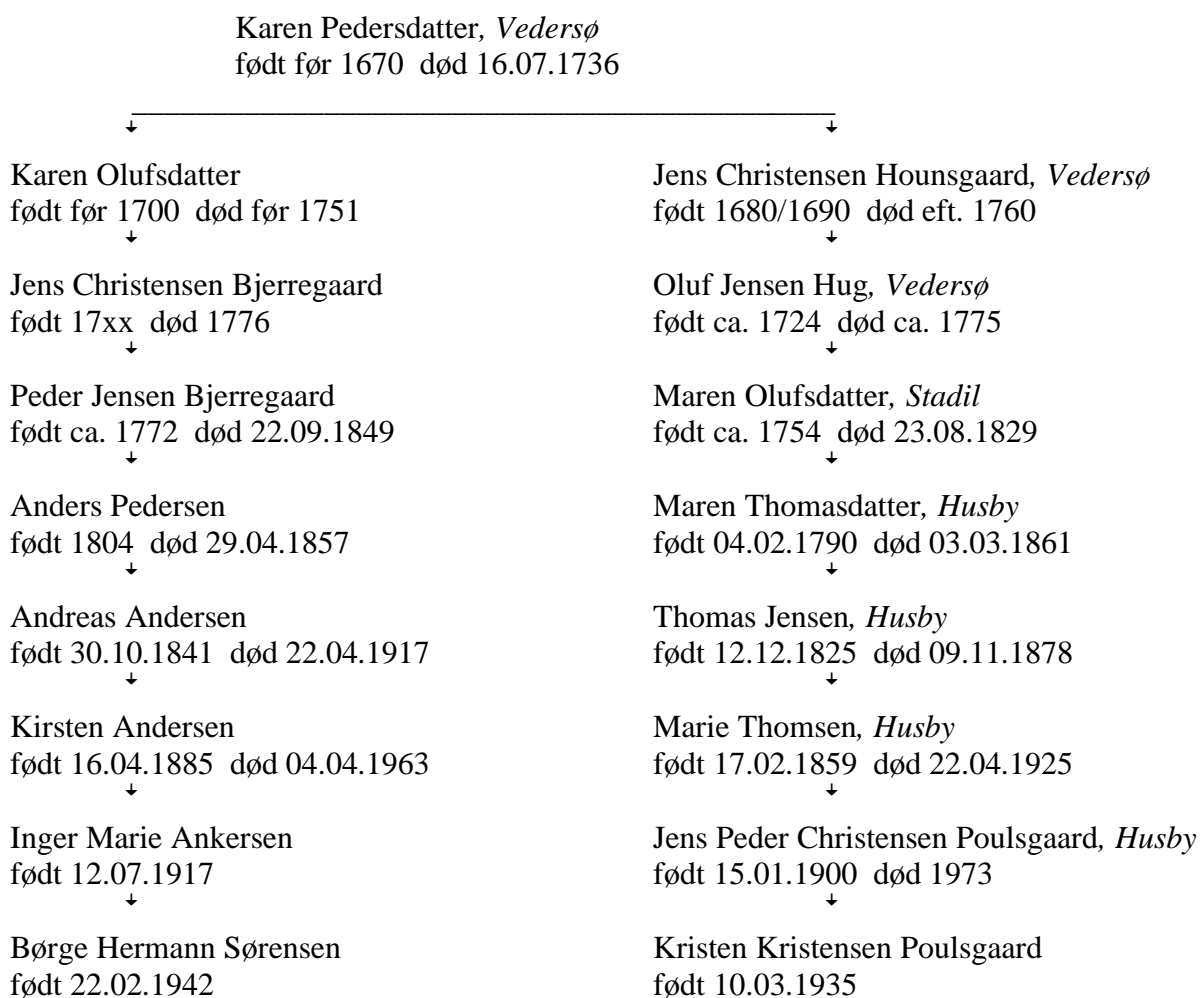 Karen Pedersdatter, Vedersø
født før 1670  død 16.07.1736
Karen Olufsdatter
født før 1700  død før 1751
Jens Christensen Bjerregaard
født 17xx  død 1776
Peder Jensen Bjerregaard
født ca. 1772  død 22.09.1849
Anders Pedersen
født 1804  død 29.04.1857
Andreas Andersen
født 30.10.1841  død 22.04.1917
Kirsten Andersen
født 16.04.1885  død 04.04.1963
Inger Marie Ankersen
født 12.07.1917
Børge Hermann Sørensen
født 22.02.1942
Jens Christensen Hounsgaard, Vedersø
født 1680/1690  død eft. 1760
Oluf Jensen Hug, Vedersø
født ca. 1724  død ca. 1775
Maren Olufsdatter, Stadil
født ca. 1754  død 23.08.1829
Maren Thomasdatter, Husby
født 04.02.1790  død 03.03.1861
Thomas Jensen, Husby
født 12.12.1825  død 09.11.1878
Marie Thomsen, Husby
født 17.02.1859  død 22.04.1925
Jens Peder Christensen Poulsgaard, Husby
født 15.01.1900  død 1973
Kristen Kristensen Poulsgaard
født 10.03.1935